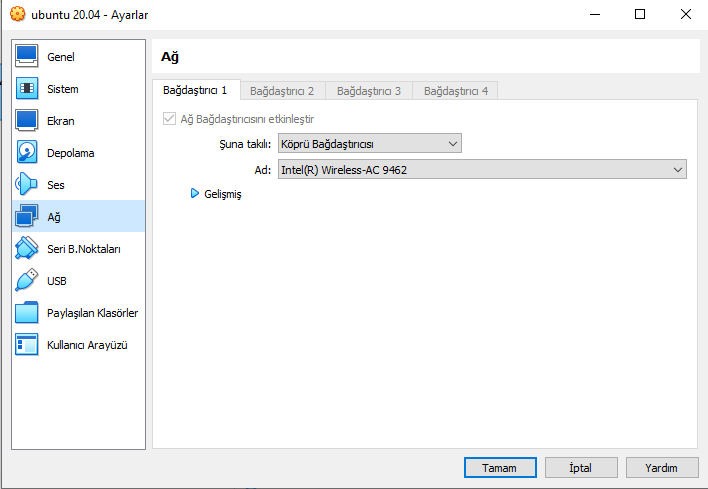 ubuntu 20.04 - Ayarlar
Genel
Sistem
Ekran
Depolama
Ses
Ağ
Seri B.Noktaları
USB
Paylaşılan Klasörler
Kullanıcı Arayüzü
Ağ
Bağdaştırıcı 1 Bağdaştırıcı 2 Bağdaştırıcı 3 Bağdaştırıcı 4
Ağ Bağdaştırıcısını etkinleştir
Şuna takılı: Köprü Bağdaştırıcısı
Ad: Intel(R) Wireless-AC 9462
Gelişmiş
Tamam İptal Yardım